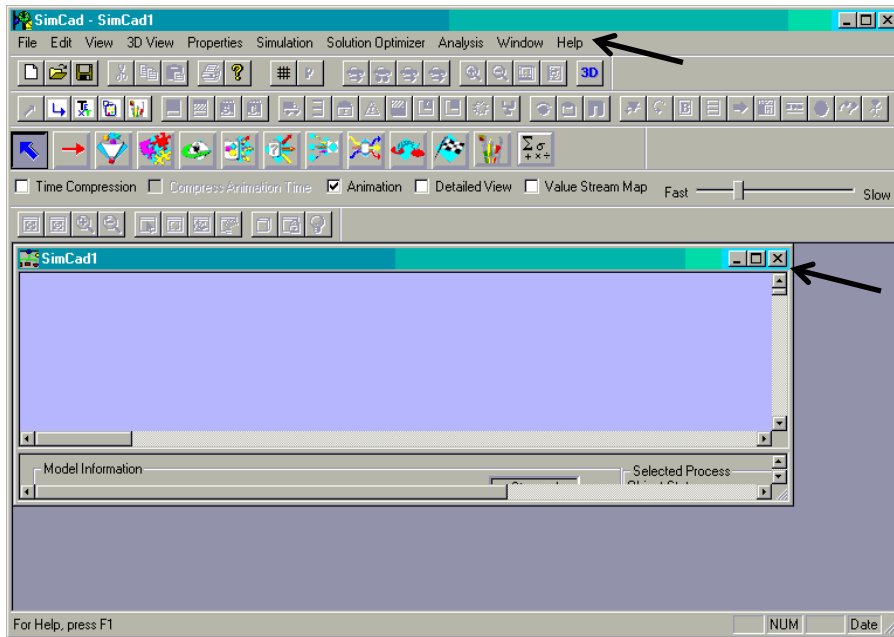 SimCad - SimCad1
File Edit View 3D View Properties Simulation Solution Optimizer Analysis Window Help
3D
B
Σσ
+×÷
Time Compression Compress Animation Time Animation Detailed View Value Stream Map Fast Slow
SimCad1
Model Information
Selected Process
For Help, press F1 NUM Date